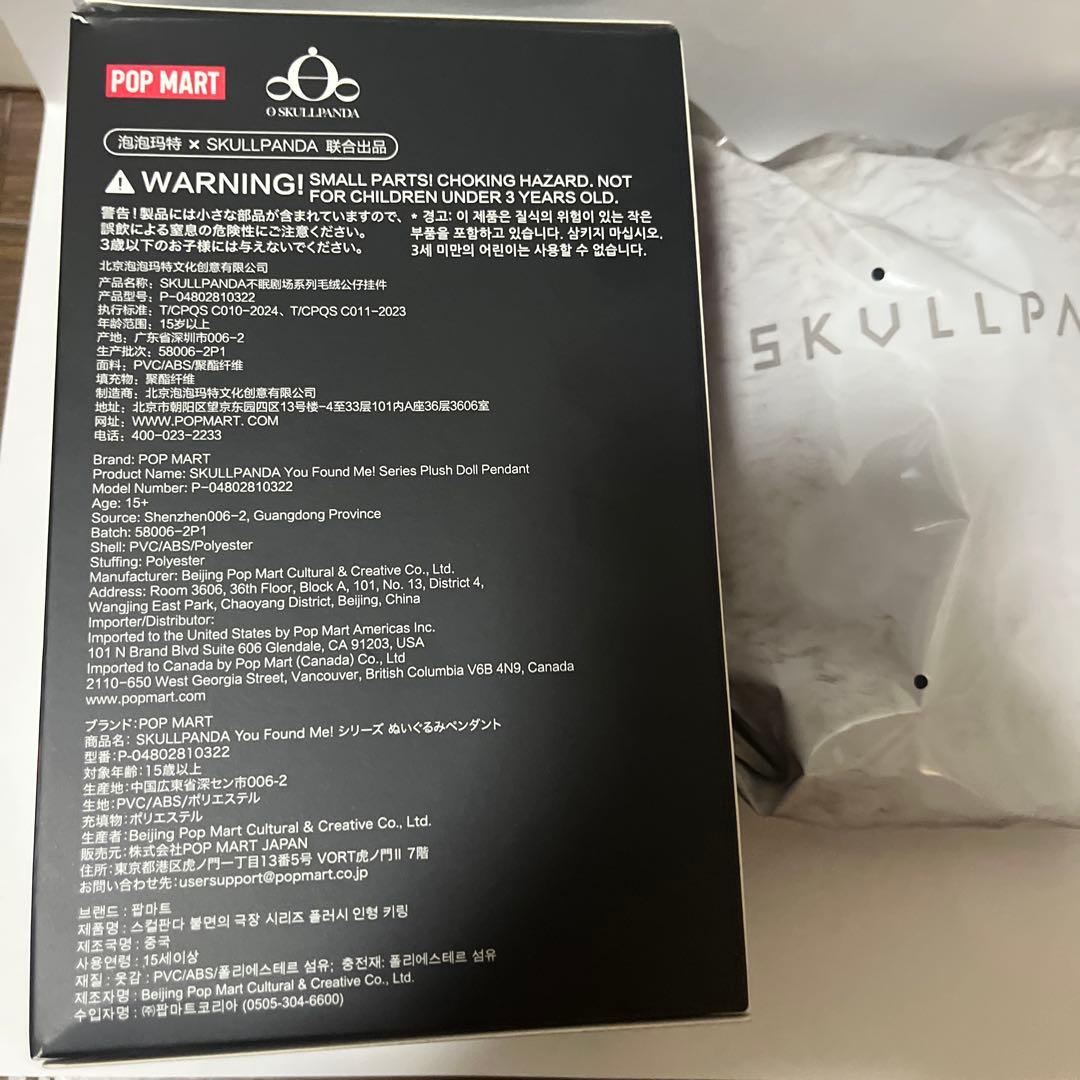 POP MART
O SKULLPANDA
泡泡玛特 × SKULLPANDA 联合出品
WARNING! SMALL PARTS! CHOKING HAZARD. NOT
FOR CHILDREN UNDER 3 YEARS OLD.
警告!製品には小さな部品が含まれていますので、
誤飲による窒息の危険性にご注意ください。
3歳以下のお子様には与えないでください。
* 경고: 이 제품은 질식의 위험이 있는 작은
부품을 포함하고 있습니다. 삼키지 마십시오.
3세 미만의 어린이는 사용할 수 없습니다.
北京泡泡玛特文化创意有限公司
产品名称: SKULLPANDA不眠剧场系列毛绒公仔挂件
产品型号: P-04802810322
执行标准: T/CPQS C010-2024、T/CPQS C011-2023
年龄范围: 15岁以上
产地: 广东省深圳市006-2
生产批次: 58006-2P1
面料: PVC/ABS/聚酯纤维
填充物: 聚酯纤维
制造商: 北京泡泡玛特文化创意有限公司
地址: 北京市朝阳区望京东园四区13号楼-4至33层101内A座36层3606室
网址: WWW.POPMART. COM
电话: 400-023-2233
Brand: POP MART
Product Name: SKULLPANDA You Found Me! Series Plush Doll Pendant
Model Number: P-04802810322
Age: 15+
Source: Shenzhen006-2, Guangdong Province
Batch: 58006-2P1
Shell: PVC/ABS/Polyester
Stuffing: Polyester
Manufacturer: Beijing Pop Mart Cultural & Creative Co., Ltd.
Address: Room 3606, 36th Floor, Block A, 101, No. 13, District 4,
Wangjing East Park, Chaoyang District, Beijing, China
Importer/Distributor:
Imported to the United States by Pop Mart Americas Inc.
101 N Brand Blvd Suite 606 Glendale, CA 91203, USA
Imported to Canada by Pop Mart (Canada) Co., Ltd
2110-650 West Georgia Street, Vancouver, British Columbia V6B 4N9, Canada
www.popmart.com
ブランド:POP MART
商品名: SKULLPANDA You Found Me! シリーズ ぬいぐるみペンダント
型番:P-04802810322
対象年齢:15歳以上
生産地:中国広東省深セン市006-2
生地:PVC/ABS/ポリエステル
充填物:ポリエステル
生産者:Beijing Pop Mart Cultural & Creative Co., Ltd.
販売元:株式会社POP MART JAPAN
住所:東京都港区虎ノ門一丁目13番5号 VORT虎ノ門II 7階
お問い合わせ先:usersupport@popmart.co.jp
브랜드 : 팝마트
제품명 : 스컬판다 불면의 극장 시리즈 플러시 인형 키링
제조국명 : 중국
사용연령 : 15세이상
재질 : 옷감 : PVC/ABS/폴리에스테르 섬유; 충전재: 폴리에스테르 섬유
제조자명 : Beijing Pop Mart Cultural & Creative Co., Ltd.
수입자명 : ㈜팝마트코리아 (0505-304-6600)
SKULLPA